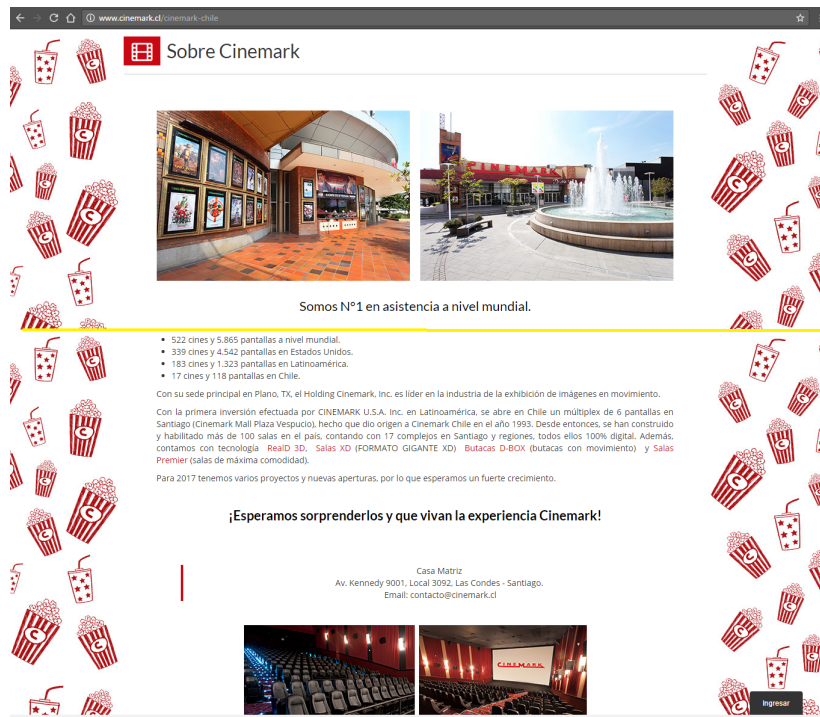 www.cinemark.cl/cinemark-chile
Sobre Cinemark
CINEMARK
Somos N°1 en asistencia a nivel mundial.
522 cines y 5.865 pantallas a nivel mundial.
339 cines y 4.542 pantallas en Estados Unidos.
183 cines y 1.323 pantallas en Latinoamérica.
17 cines y 118 pantallas en Chile.
Con su sede principal en Plano, TX, el Holding Cinemark, Inc. es líder en la industria de la exhibición de imágenes en movimiento.
Con la primera inversión efectuada por CINEMARK U.S.A. Inc. en Latinoamérica, se abre en Chile un múltiplex de 6 pantallas en
Santiago (Cinemark Mall Plaza Vespucio), hecho que dio origen a Cinemark Chile en el año 1993. Desde entonces, se han construido
y habilitado más de 100 salas en el país, contando con 17 complejos en Santiago y regiones, todos ellos 100% digital. Además,
contamos con tecnología RealD 3D, Salas XD (FORMATO GIGANTE XD) Butacas D-BOX (butacas con movimiento) y Salas
Premier (salas de máxima comodidad).
Para 2017 tenemos varios proyectos y nuevas aperturas, por lo que esperamos un fuerte crecimiento.
¡Esperamos sorprenderlos y que vivan la experiencia Cinemark!
Casa Matriz
Av. Kennedy 9001, Local 3092, Las Condes - Santiago.
Email: contacto@cinemark.cl
CINEMARK
Ingresar